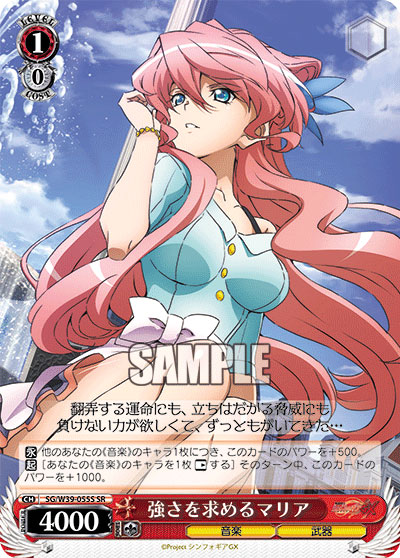 LEVEL
1
0
COST
SAMPLE
翻弄する運命にも、立ちはだかる脅威にも
負けない力が欲しくて、ずっともがいてきた…
永 他のあなたの《音楽》のキャラ1枚につき、このカードのパワーを+500。
起 [あなたの《音楽》のキャラを1枚する] そのターン中、このカードのパ
ワーを+1000。
CH SG/W39-055S SR
4000
強さを求めるマリア
音楽
武器
©Project シンフォギアGX